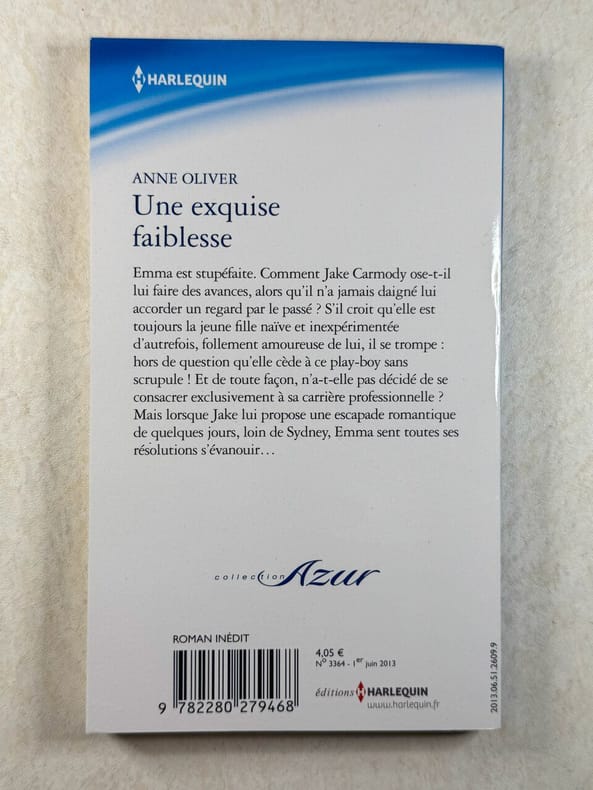 HARLEQUIN
ANNE OLIVER
Une exquise
faiblesse
Emma est stupéfaite. Comment Jake Carmody ose-t-il
lui faire des avances, alors qu'il n'a jamais daigné lui
accorder un regard par le passé ? S'il croit qu'elle est
toujours la jeune fille naïve et inexpérimentée
d'autrefois, follement amoureuse de lui, il se trompe :
hors de question qu'elle cède à ce play-boy sans
scrupule ! Et de toute façon, n'a-t-elle pas décidé de se
consacrer exclusivement à sa carrière professionnelle ?
Mais lorsque Jake lui propose une escapade romantique
de quelques jours, loin de Sydney, Emma sent toutes ses
résolutions s'évanouir…
collection Azur
ROMAN INÉDIT
4,05 €
Nº 3364 - 1er juin 2013
9 782280 279468
éditions HARLEQUIN
www.harlequin.fr
2013.06.51.2609.9